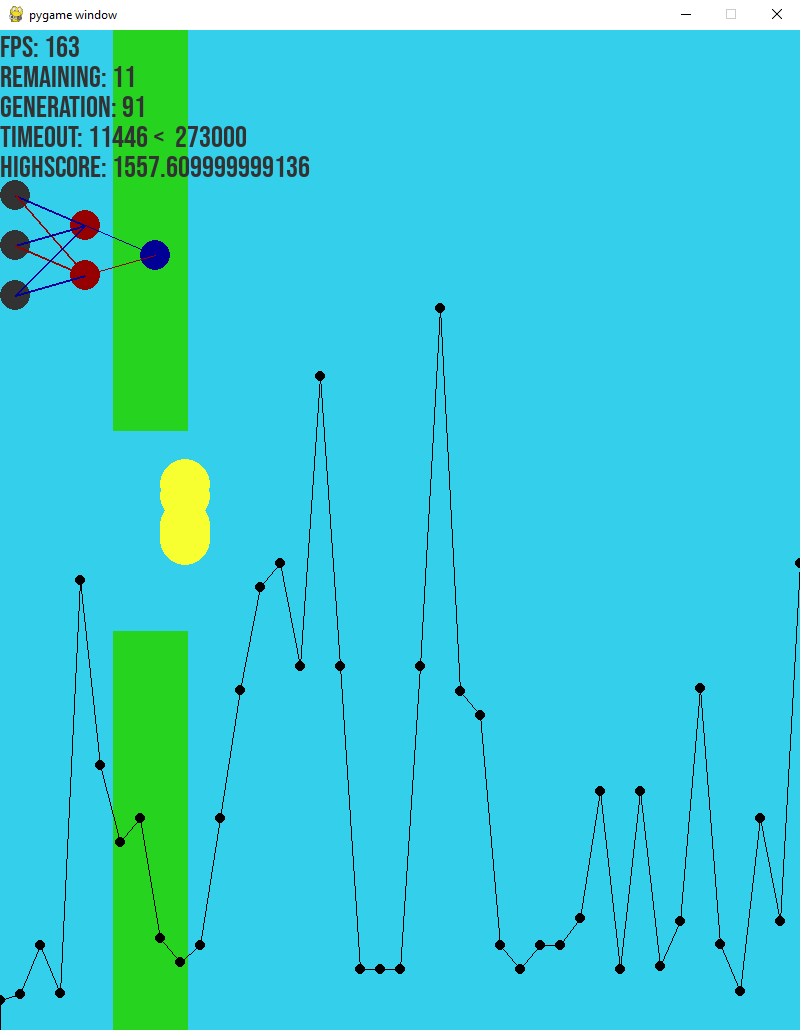 pygame window
FPS: 163
REMAINING: 11
GENERATION: 91
TIMEOUT: 11446 < 273000
HIGHSCORE: 1557.609999999136